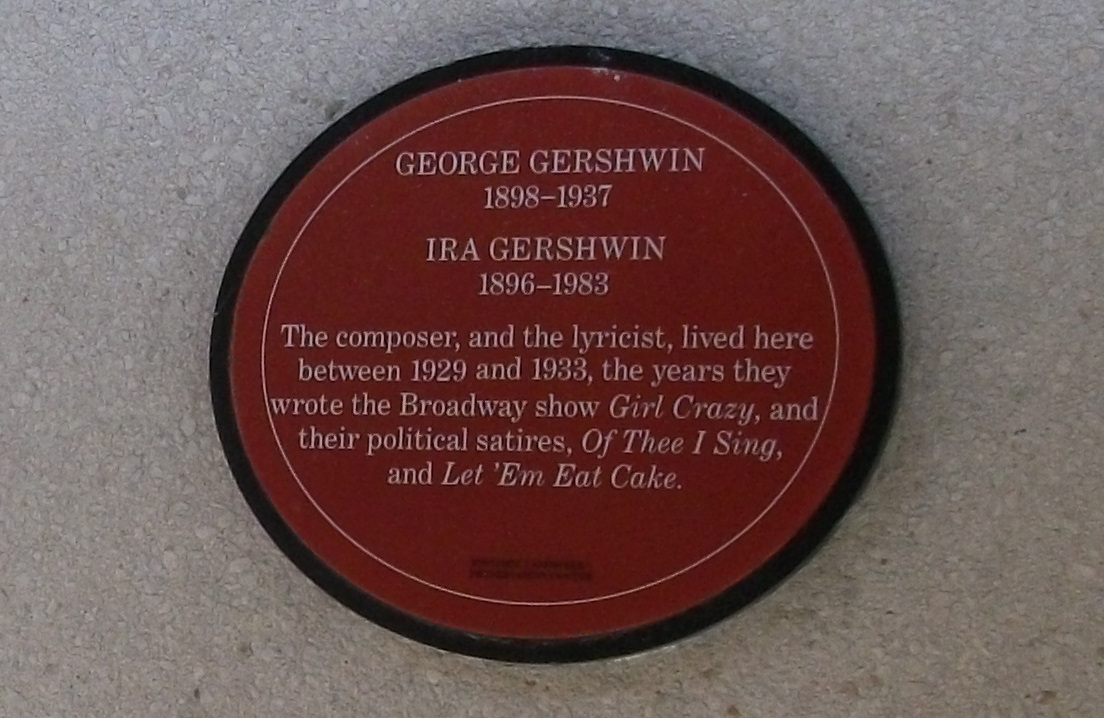 GEORGE GERSHWIN
1898–1937
IRA GERSHWIN
1896–1983
The composer, and the lyricist, lived here
between 1929 and 1933, the years they
wrote the Broadway show Girl Crazy, and
their political satires, Of Thee I Sing,
and Let 'Em Eat Cake.